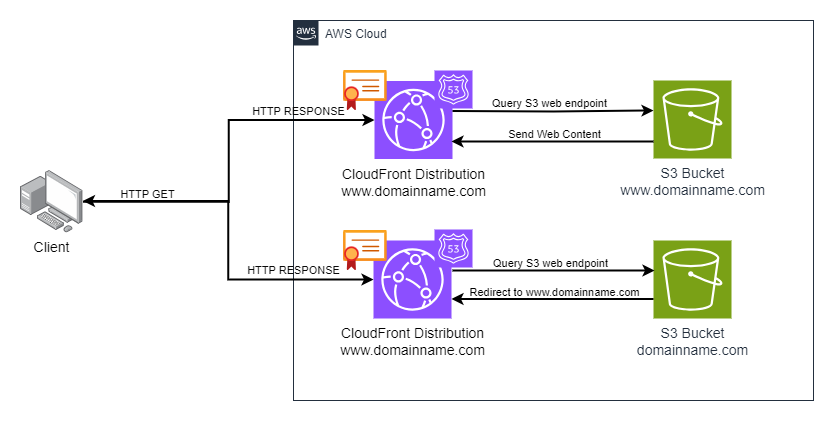 aws
AWS Cloud
53
HTTP RESPONSE
Query S3 web endpoint
Send Web Content
CloudFront Distribution
www.domainname.com
S3 Bucket
www.domainname.com
HTTP GET
Client
53
HTTP RESPONSE
Query S3 web endpoint
Redirect to www.domainname.com
CloudFront Distribution
www.domainname.com
S3 Bucket
domainname.com